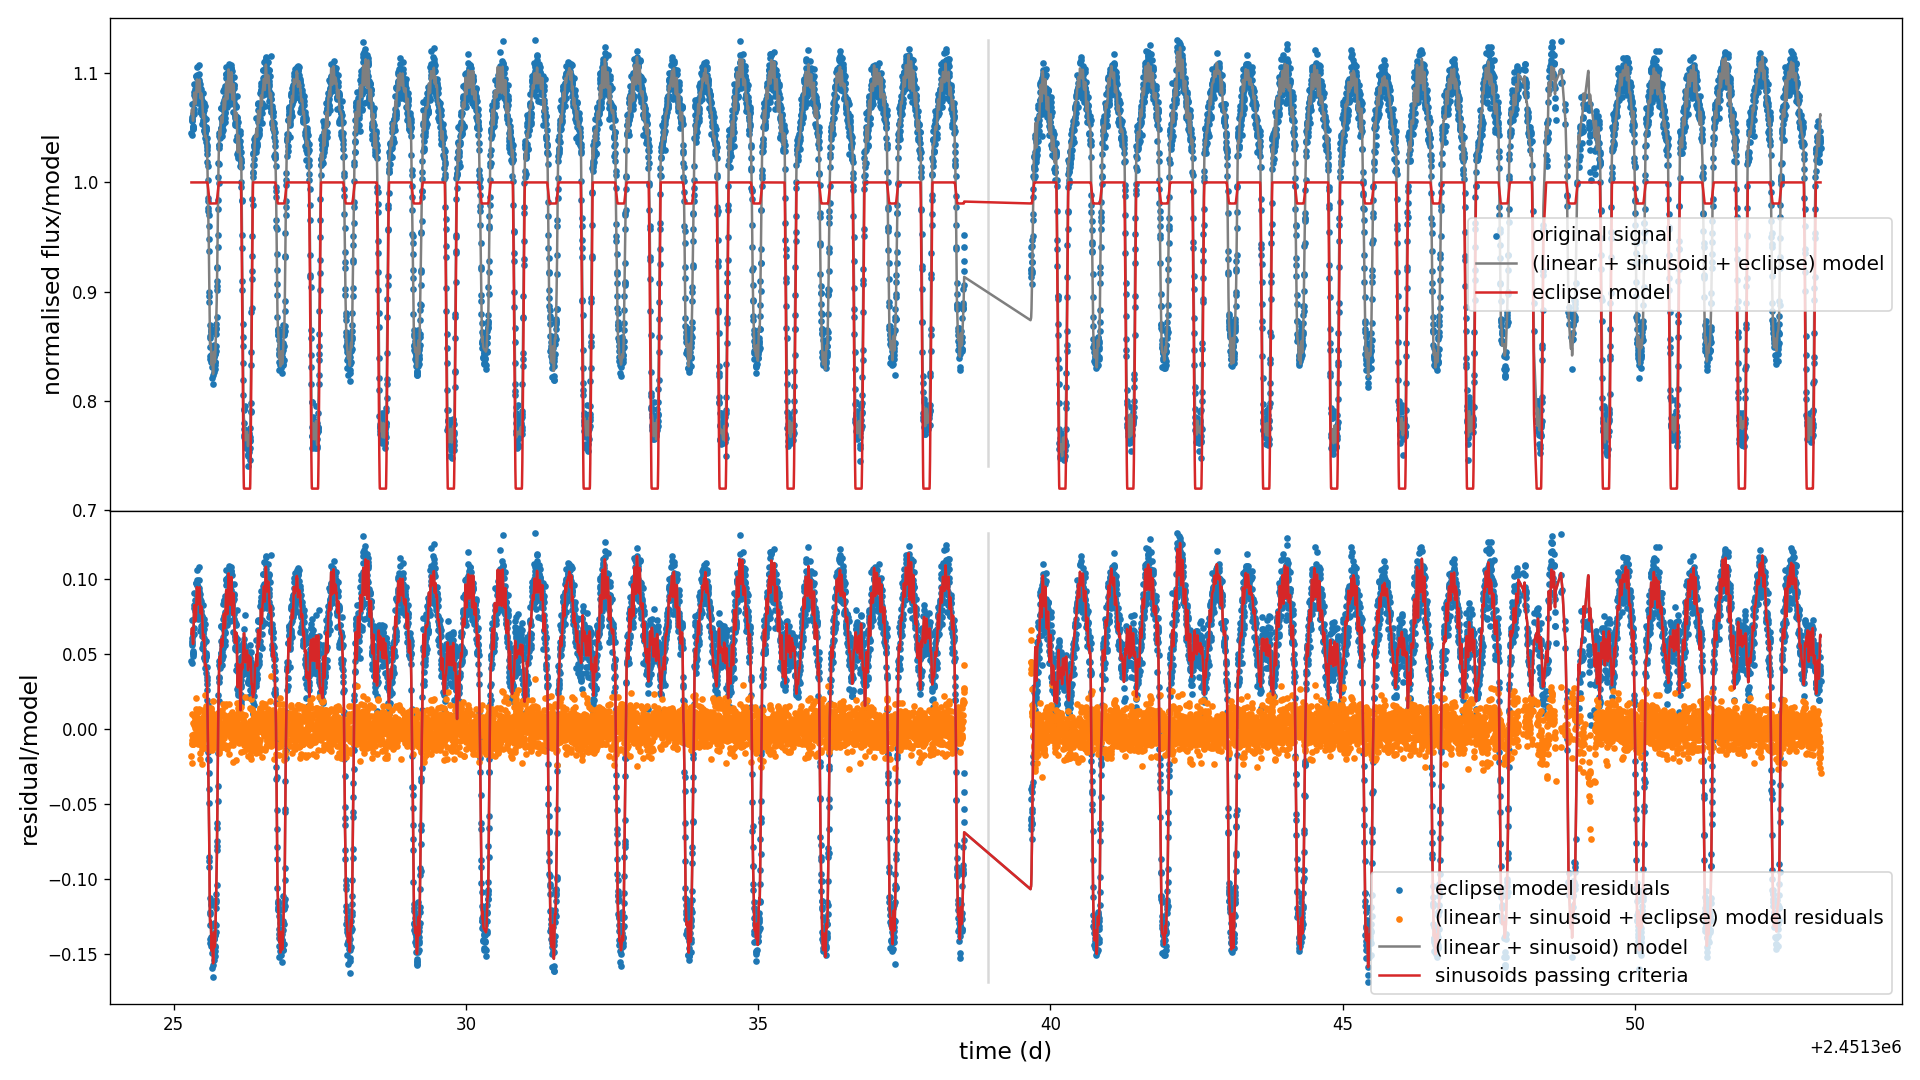 1.1
1.0
0.9
0.8
0.7
normalised flux/model
original signal
(linear + sinusoid + eclipse) model
eclipse model
0.10
0.05
0.00
−0.05
−0.10
−0.15
residual/model
eclipse model residuals
(linear + sinusoid + eclipse) model residuals
(linear + sinusoid) model
sinusoids passing criteria
25 30 35 40 45 50
time (d)
+2.4513e6